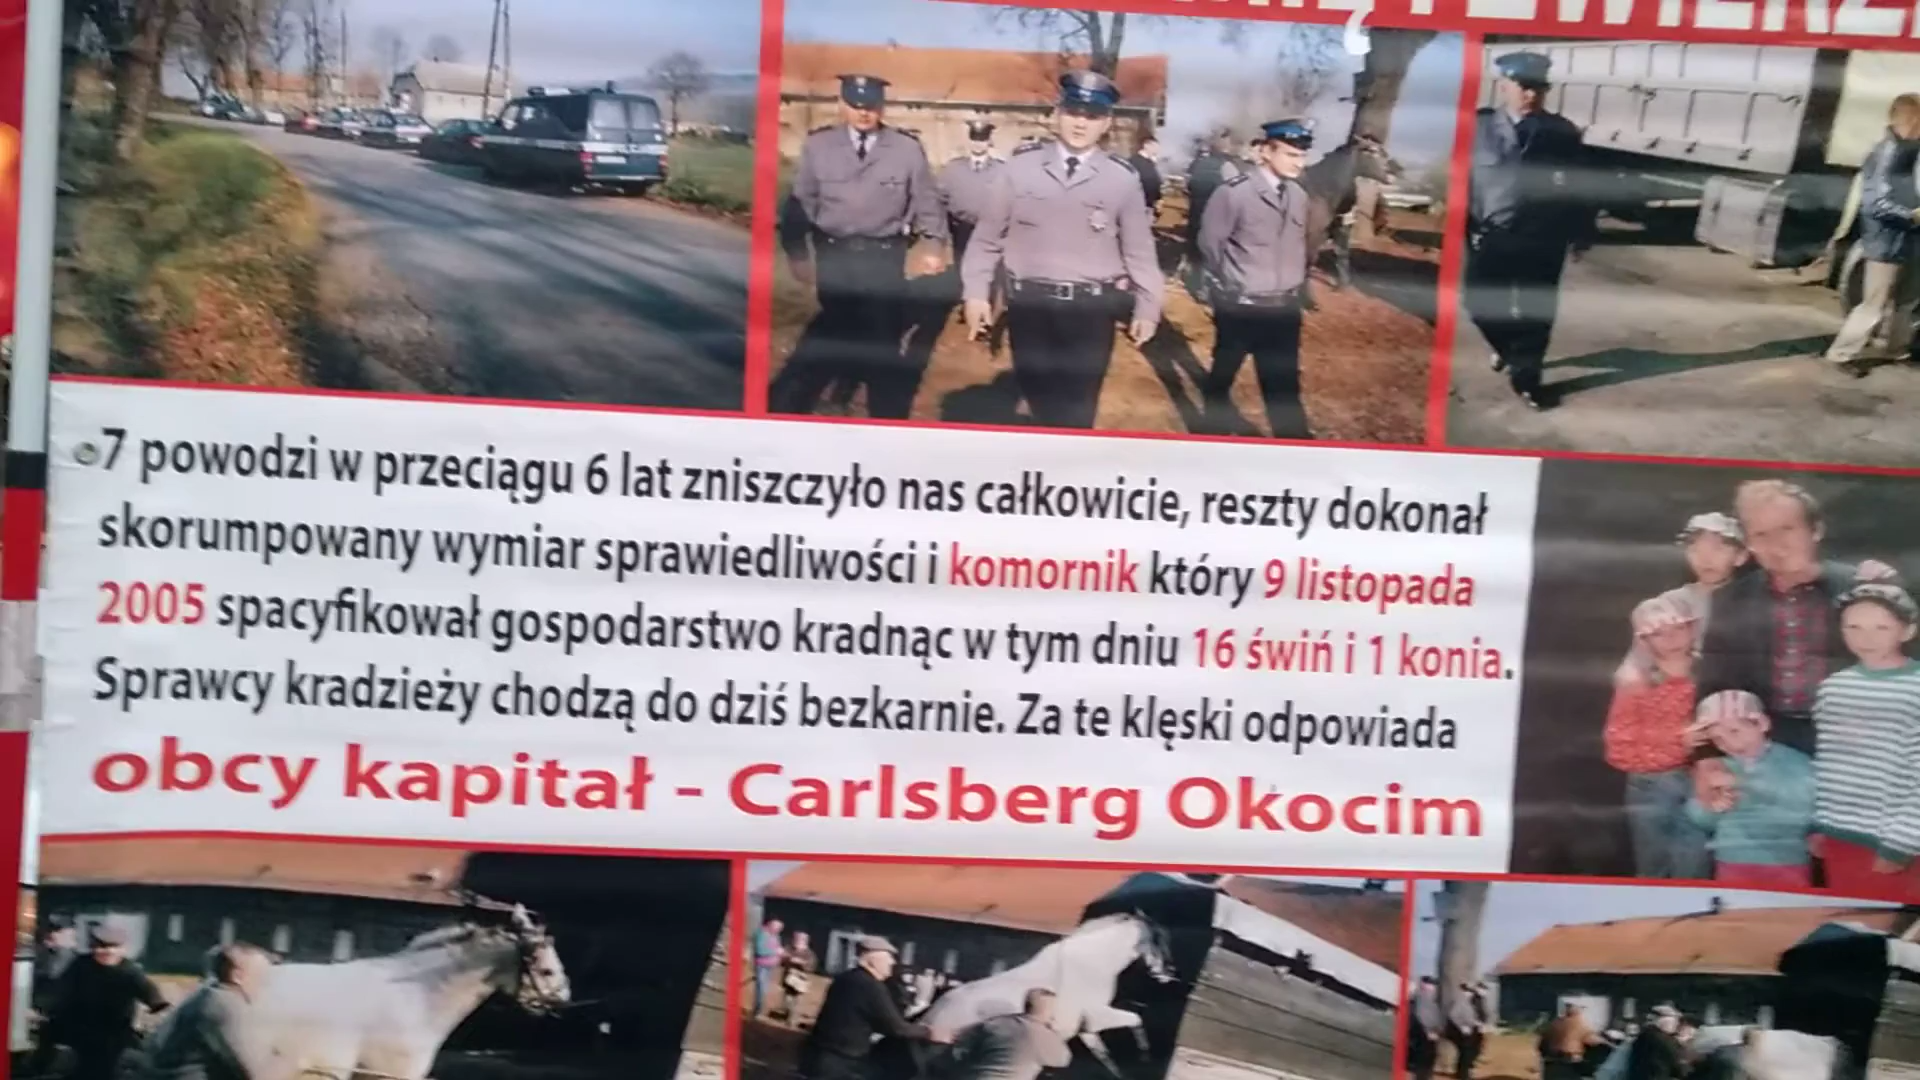 7 powodzi w przeciągu 6 lat zniszczyło nas całkowicie, reszty dokonał
skorumpowany wymiar sprawiedliwości i komornik który 9 listopada
2005 spacyfikował gospodarstwo kradnąc w tym dniu 16 świń i 1 konia.
Sprawcy kradzieży chodzą do dziś bezkarnie. Za te klęski odpowiada
obcy kapitał - Carlsberg Okocim